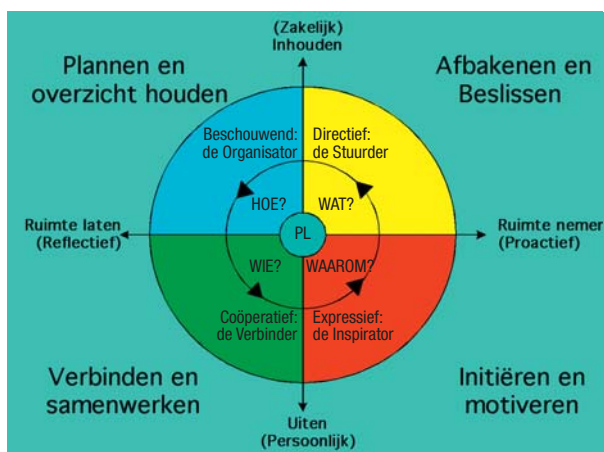 (Zakelijk)
Inhouden
Plannen en
overzicht houden
Afbakenen en
Beslissen
Beschouwend:
de Organisator
Directief:
de Stuurder
HOE?
WAT?
Ruimte laten
(Reflectief)
PL
Ruimte nemer
(Proactief)
WIE?
WAAROM?
Coöperatief:
de Verbinder
Expressief:
de Inspirator
Verbinden en
samenwerken
Initiëren en
motiveren
Uiten
(Persoonlijk)